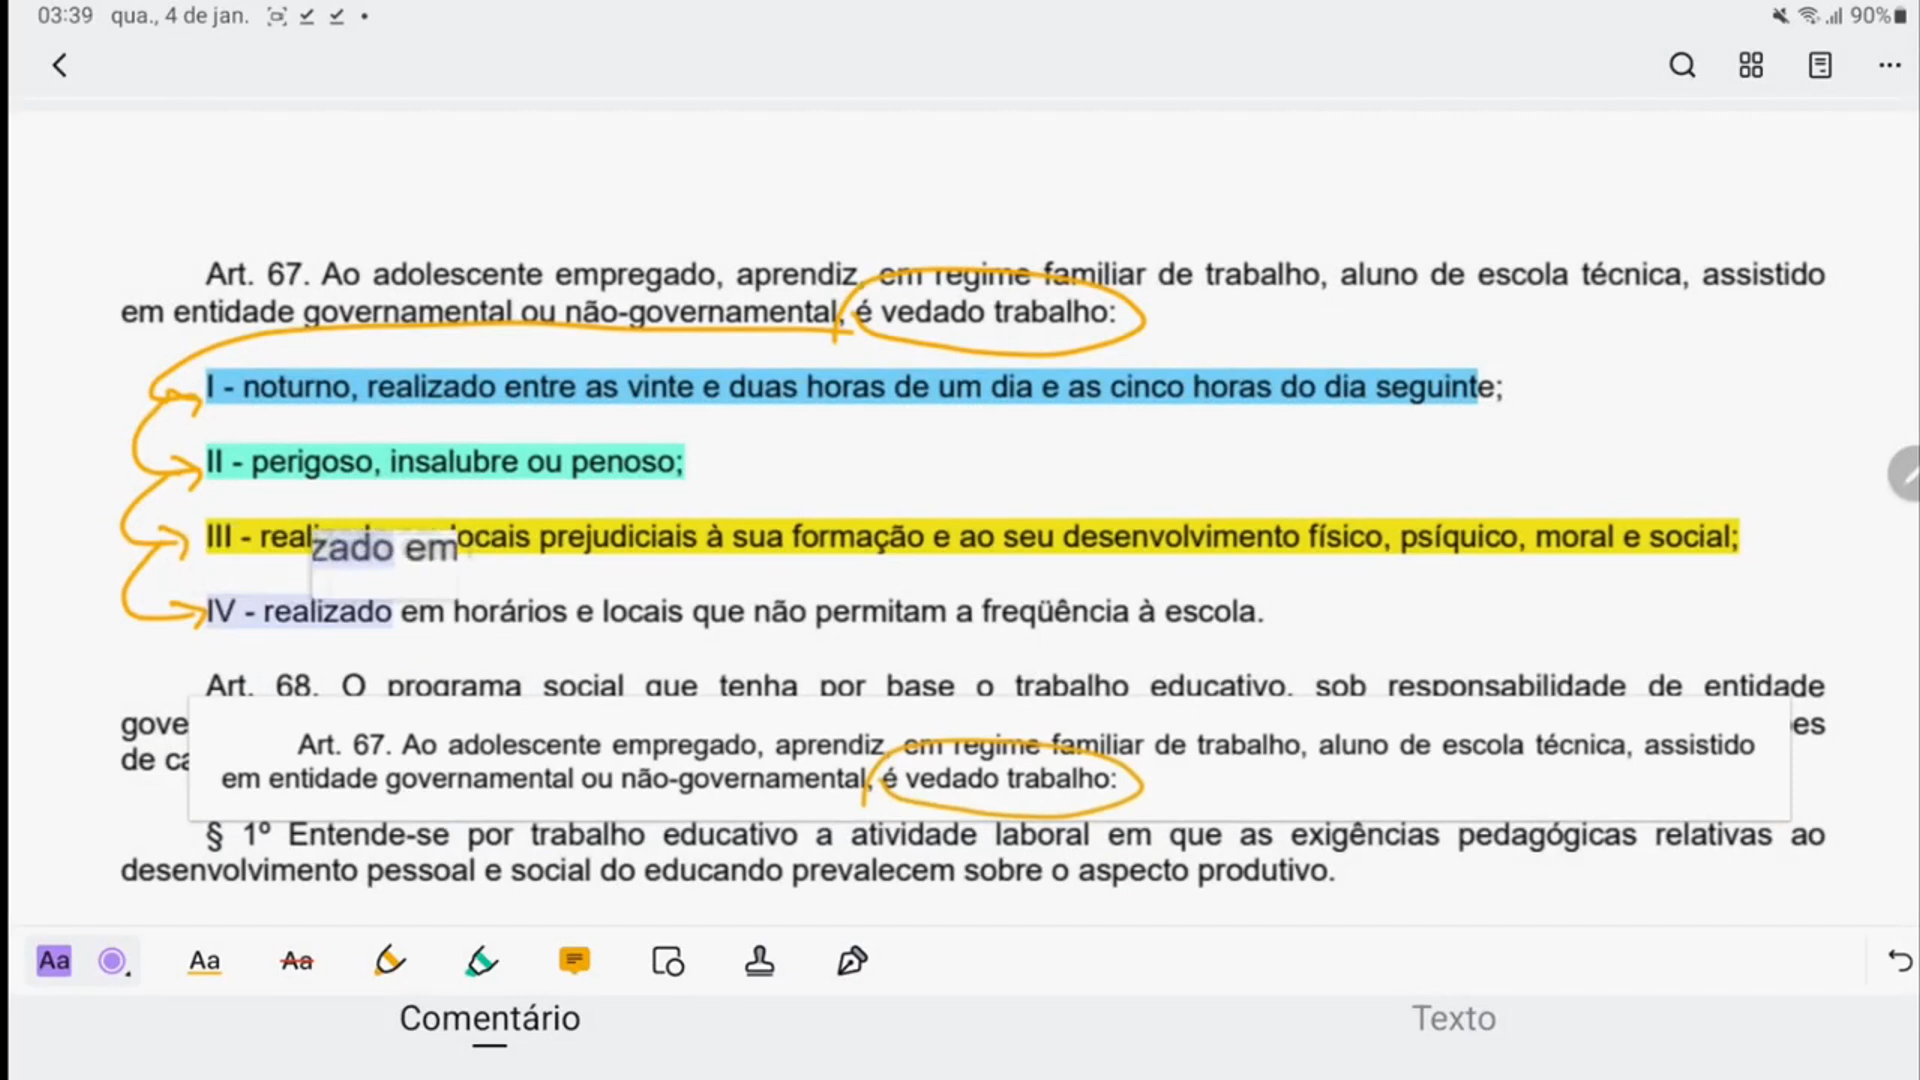 03:39 qua., 4 de jan.
90%
Art. 67. Ao adolescente empregado, aprendiz, em regime familiar de trabalho, aluno de escola técnica, assistido
em entidade governamental ou não-governamental, é vedado trabalho:
I - noturno, realizado entre as vinte e duas horas de um dia e as cinco horas do dia seguinte;
II - perigoso, insalubre ou penoso;
III - realizado em locais prejudiciais à sua formação e ao seu desenvolvimento físico, psíquico, moral e social;
zado em
IV - realizado em horários e locais que não permitam a freqüência à escola.
Art. 68. O programa social que tenha por base o trabalho educativo, sob responsabilidade de entidade
gove
es
de ca
Art. 67. Ao adolescente empregado, aprendiz, em regime familiar de trabalho, aluno de escola técnica, assistido
em entidade governamental ou não-governamental, é vedado trabalho:
§ 1º Entende-se por trabalho educativo a atividade laboral em que as exigências pedagógicas relativas ao
desenvolvimento pessoal e social do educando prevalecem sobre o aspecto produtivo.
Aa
Aa
Aa
Comentário
Texto